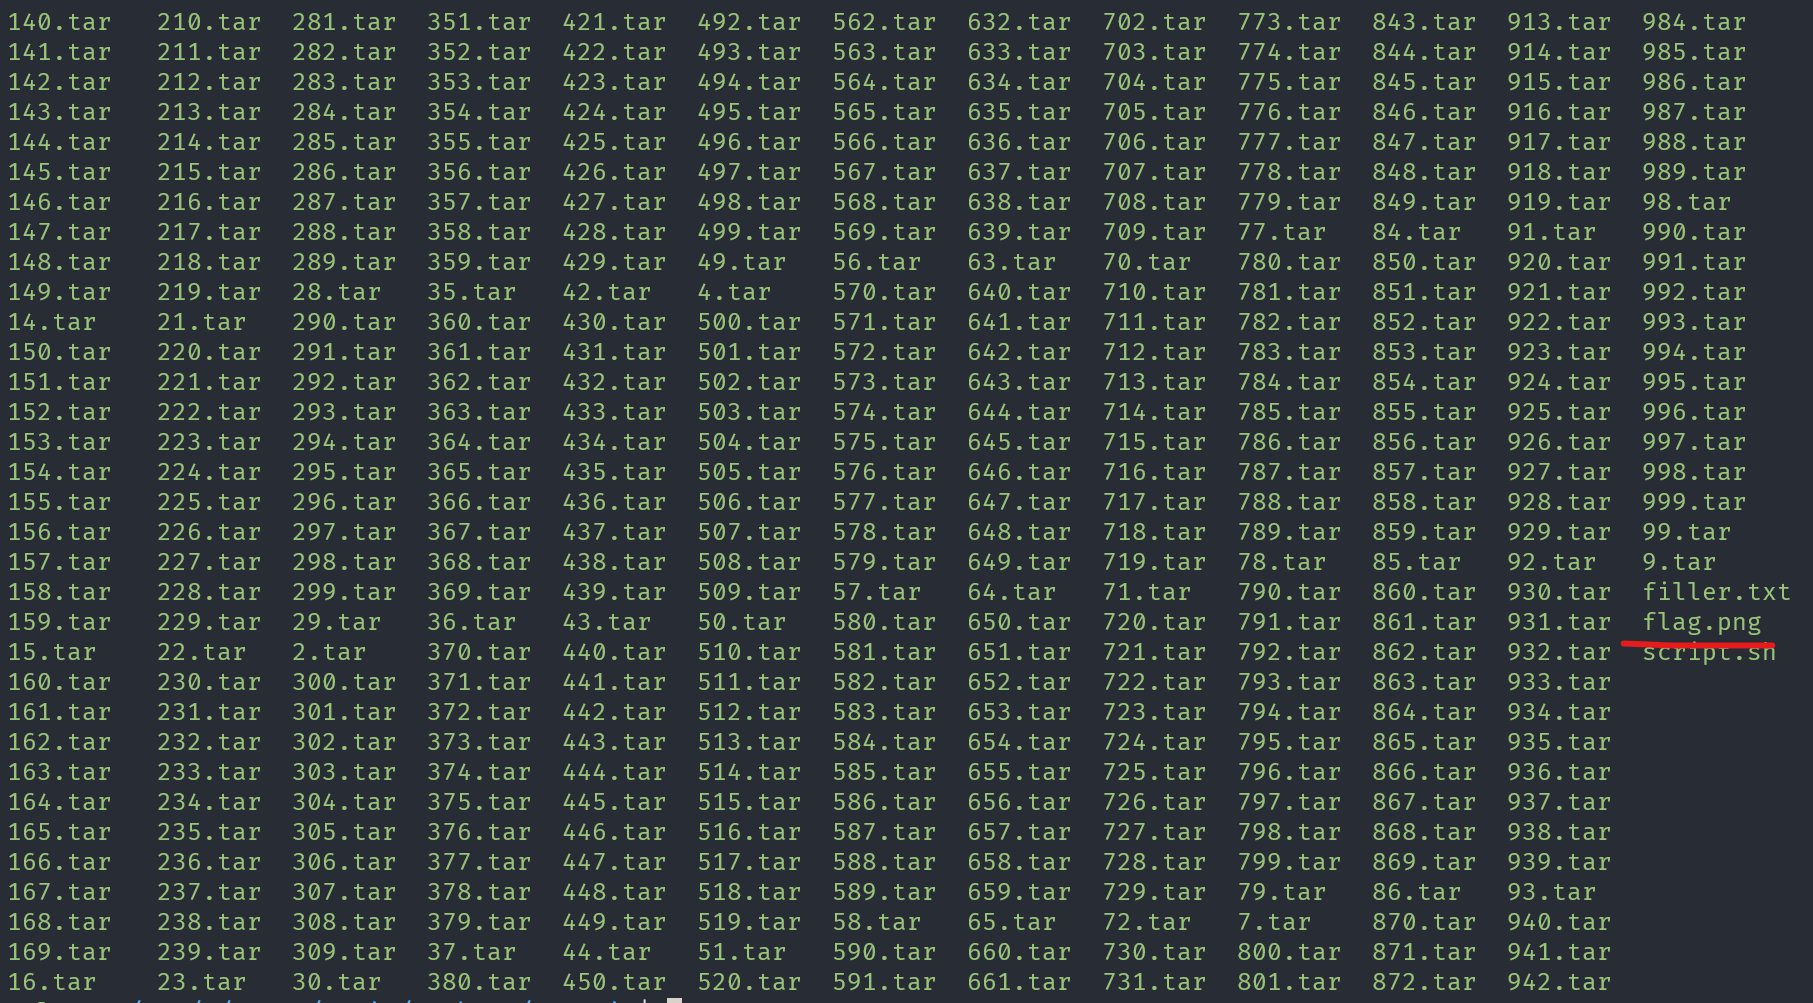 140.tar 210.tar 281.tar 351.tar 421.tar 492.tar 562.tar 632.tar 702.tar 773.tar 843.tar 913.tar 984.tar
141.tar 211.tar 282.tar 352.tar 422.tar 493.tar 563.tar 633.tar 703.tar 774.tar 844.tar 914.tar 985.tar
142.tar 212.tar 283.tar 353.tar 423.tar 494.tar 564.tar 634.tar 704.tar 775.tar 845.tar 915.tar 986.tar
143.tar 213.tar 284.tar 354.tar 424.tar 495.tar 565.tar 635.tar 705.tar 776.tar 846.tar 916.tar 987.tar
144.tar 214.tar 285.tar 355.tar 425.tar 496.tar 566.tar 636.tar 706.tar 777.tar 847.tar 917.tar 988.tar
145.tar 215.tar 286.tar 356.tar 426.tar 497.tar 567.tar 637.tar 707.tar 778.tar 848.tar 918.tar 989.tar
146.tar 216.tar 287.tar 357.tar 427.tar 498.tar 568.tar 638.tar 708.tar 779.tar 849.tar 919.tar 98.tar
147.tar 217.tar 288.tar 358.tar 428.tar 499.tar 569.tar 639.tar 709.tar 77.tar 84.tar 91.tar 990.tar
148.tar 218.tar 289.tar 359.tar 429.tar 49.tar 56.tar 63.tar 70.tar 780.tar 850.tar 920.tar 991.tar
149.tar 219.tar 28.tar 35.tar 42.tar 4.tar 570.tar 640.tar 710.tar 781.tar 851.tar 921.tar 992.tar
14.tar 21.tar 290.tar 360.tar 430.tar 500.tar 571.tar 641.tar 711.tar 782.tar 852.tar 922.tar 993.tar
150.tar 220.tar 291.tar 361.tar 431.tar 501.tar 572.tar 642.tar 712.tar 783.tar 853.tar 923.tar 994.tar
151.tar 221.tar 292.tar 362.tar 432.tar 502.tar 573.tar 643.tar 713.tar 784.tar 854.tar 924.tar 995.tar
152.tar 222.tar 293.tar 363.tar 433.tar 503.tar 574.tar 644.tar 714.tar 785.tar 855.tar 925.tar 996.tar
153.tar 223.tar 294.tar 364.tar 434.tar 504.tar 575.tar 645.tar 715.tar 786.tar 856.tar 926.tar 997.tar
154.tar 224.tar 295.tar 365.tar 435.tar 505.tar 576.tar 646.tar 716.tar 787.tar 857.tar 927.tar 998.tar
155.tar 225.tar 296.tar 366.tar 436.tar 506.tar 577.tar 647.tar 717.tar 788.tar 858.tar 928.tar 999.tar
156.tar 226.tar 297.tar 367.tar 437.tar 507.tar 578.tar 648.tar 718.tar 789.tar 859.tar 929.tar 99.tar
157.tar 227.tar 298.tar 368.tar 438.tar 508.tar 579.tar 649.tar 719.tar 78.tar 85.tar 92.tar 9.tar
158.tar 228.tar 299.tar 369.tar 439.tar 509.tar 57.tar 64.tar 71.tar 790.tar 860.tar 930.tar filler.txt
159.tar 229.tar 29.tar 36.tar 43.tar 50.tar 580.tar 650.tar 720.tar 791.tar 861.tar 931.tar flag.png
15.tar 22.tar 2.tar 370.tar 440.tar 510.tar 581.tar 651.tar 721.tar 792.tar 862.tar 932.tar script.sh
160.tar 230.tar 300.tar 371.tar 441.tar 511.tar 582.tar 652.tar 722.tar 793.tar 863.tar 933.tar
161.tar 231.tar 301.tar 372.tar 442.tar 512.tar 583.tar 653.tar 723.tar 794.tar 864.tar 934.tar
162.tar 232.tar 302.tar 373.tar 443.tar 513.tar 584.tar 654.tar 724.tar 795.tar 865.tar 935.tar
163.tar 233.tar 303.tar 374.tar 444.tar 514.tar 585.tar 655.tar 725.tar 796.tar 866.tar 936.tar
164.tar 234.tar 304.tar 375.tar 445.tar 515.tar 586.tar 656.tar 726.tar 797.tar 867.tar 937.tar
165.tar 235.tar 305.tar 376.tar 446.tar 516.tar 587.tar 657.tar 727.tar 798.tar 868.tar 938.tar
166.tar 236.tar 306.tar 377.tar 447.tar 517.tar 588.tar 658.tar 728.tar 799.tar 869.tar 939.tar
167.tar 237.tar 307.tar 378.tar 448.tar 518.tar 589.tar 659.tar 729.tar 79.tar 86.tar 93.tar
168.tar 238.tar 308.tar 379.tar 449.tar 519.tar 58.tar 65.tar 72.tar 7.tar 870.tar 940.tar
169.tar 239.tar 309.tar 37.tar 44.tar 51.tar 590.tar 660.tar 730.tar 800.tar 871.tar 941.tar
16.tar 23.tar 30.tar 380.tar 450.tar 520.tar 591.tar 661.tar 731.tar 801.tar 872.tar 942.tar